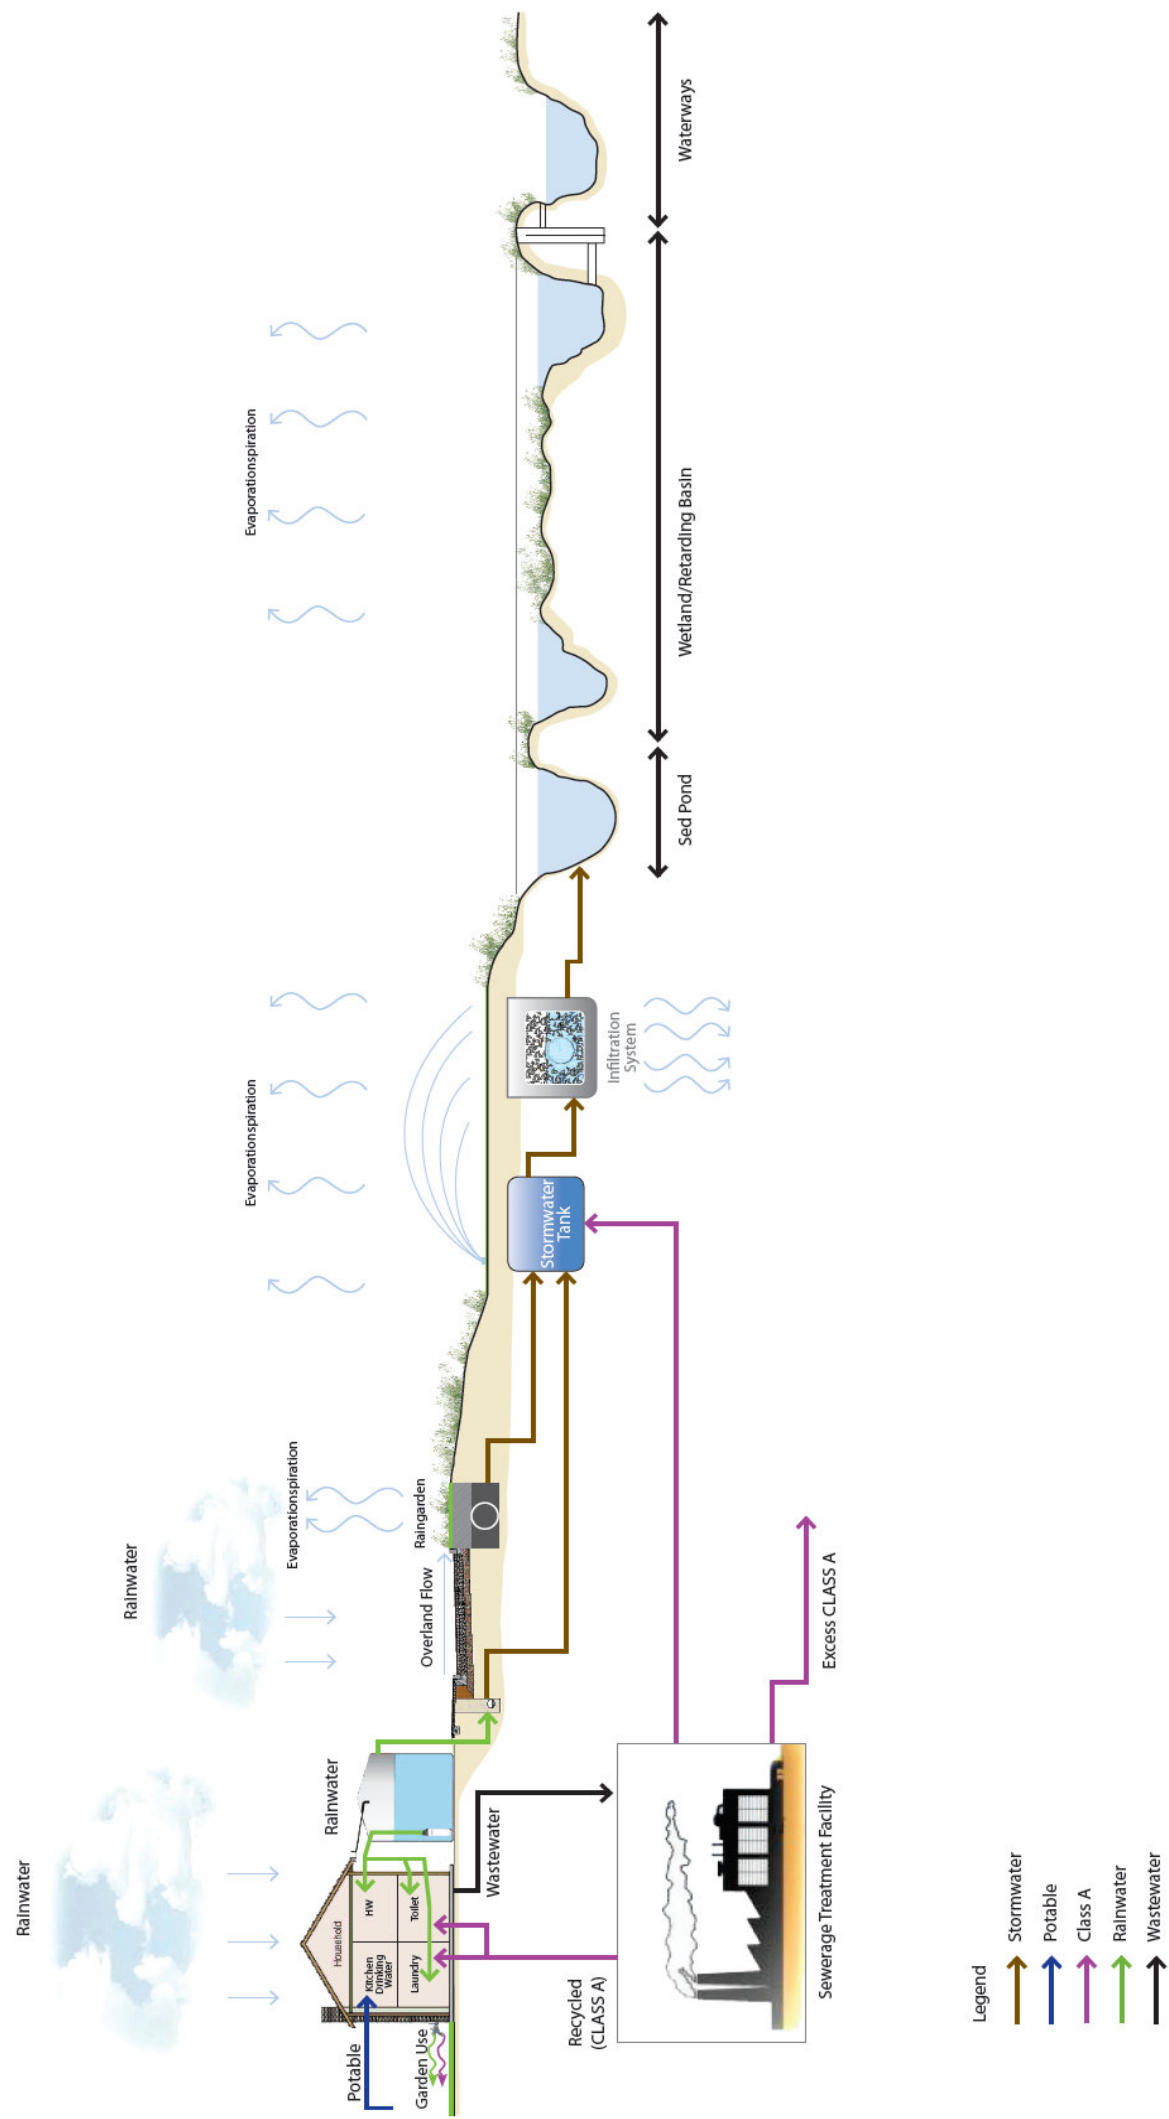 Rainwater
Rainwater
Evaporationspiration
Evaporationspiration
Evaporationspiration
Rainwater
Household
HW
Kitchen
Drinking
Water
Toilet
Laundry
Potable
Garden Use
Overland Flow
Raingarden
Wastewater
Stormwater
Tank
Infiltration
System
Sed Pond
Wetland/Retarding Basin
Waterways
Recycled
(CLASS A)
Sewerage Treatment Facility
Excess CLASS A
Legend
Stormwater
Potable
Class A
Rainwater
Wastewater